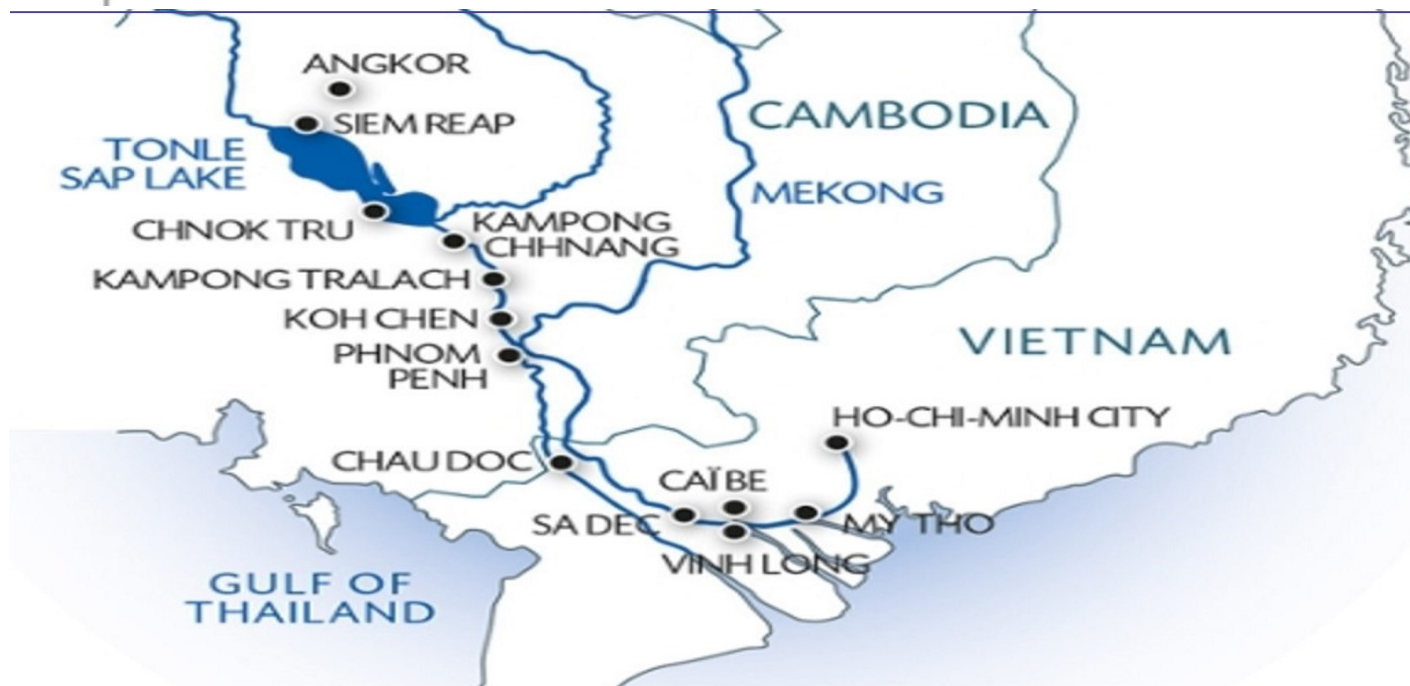 ANGKOR
CAMBODIA
SIEM REAP
TONLE
SAP LAKE
MEKONG
CHNOK TRU
KAMPONG
CHHNANG
KAMPONG TRALACH
KOH CHEN
PHNOM
PENH
VIETNAM
HO-CHI-MINH CITY
CHAU DOC
CAÏ BE
SA DEC
MY THO
VINH LONG
GULF OF
THAILAND